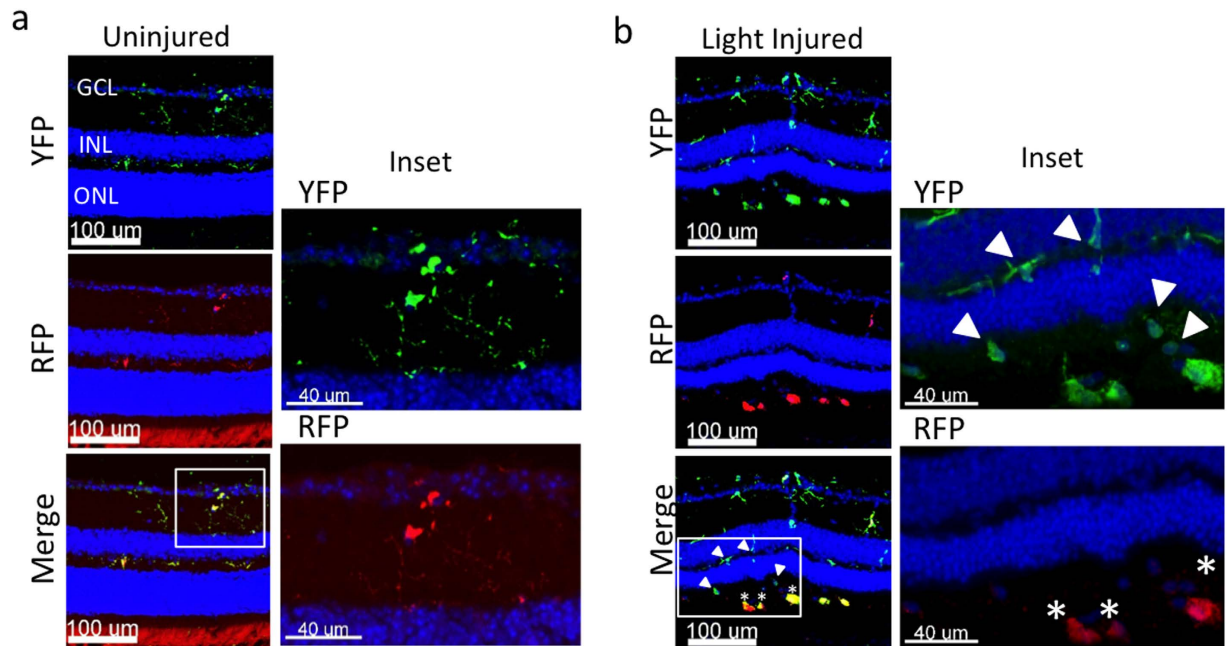 a
Uninjured
YFP
GCL
INL
ONL
100 um
RFP
100 um
Merge
100 um
Inset
YFP
40 um
RFP
40 um
b
Light Injured
YFP
100 um
RFP
100 um
Merge
* * *
100 um
Inset
YFP
40 um
RFP
* * *
40 um